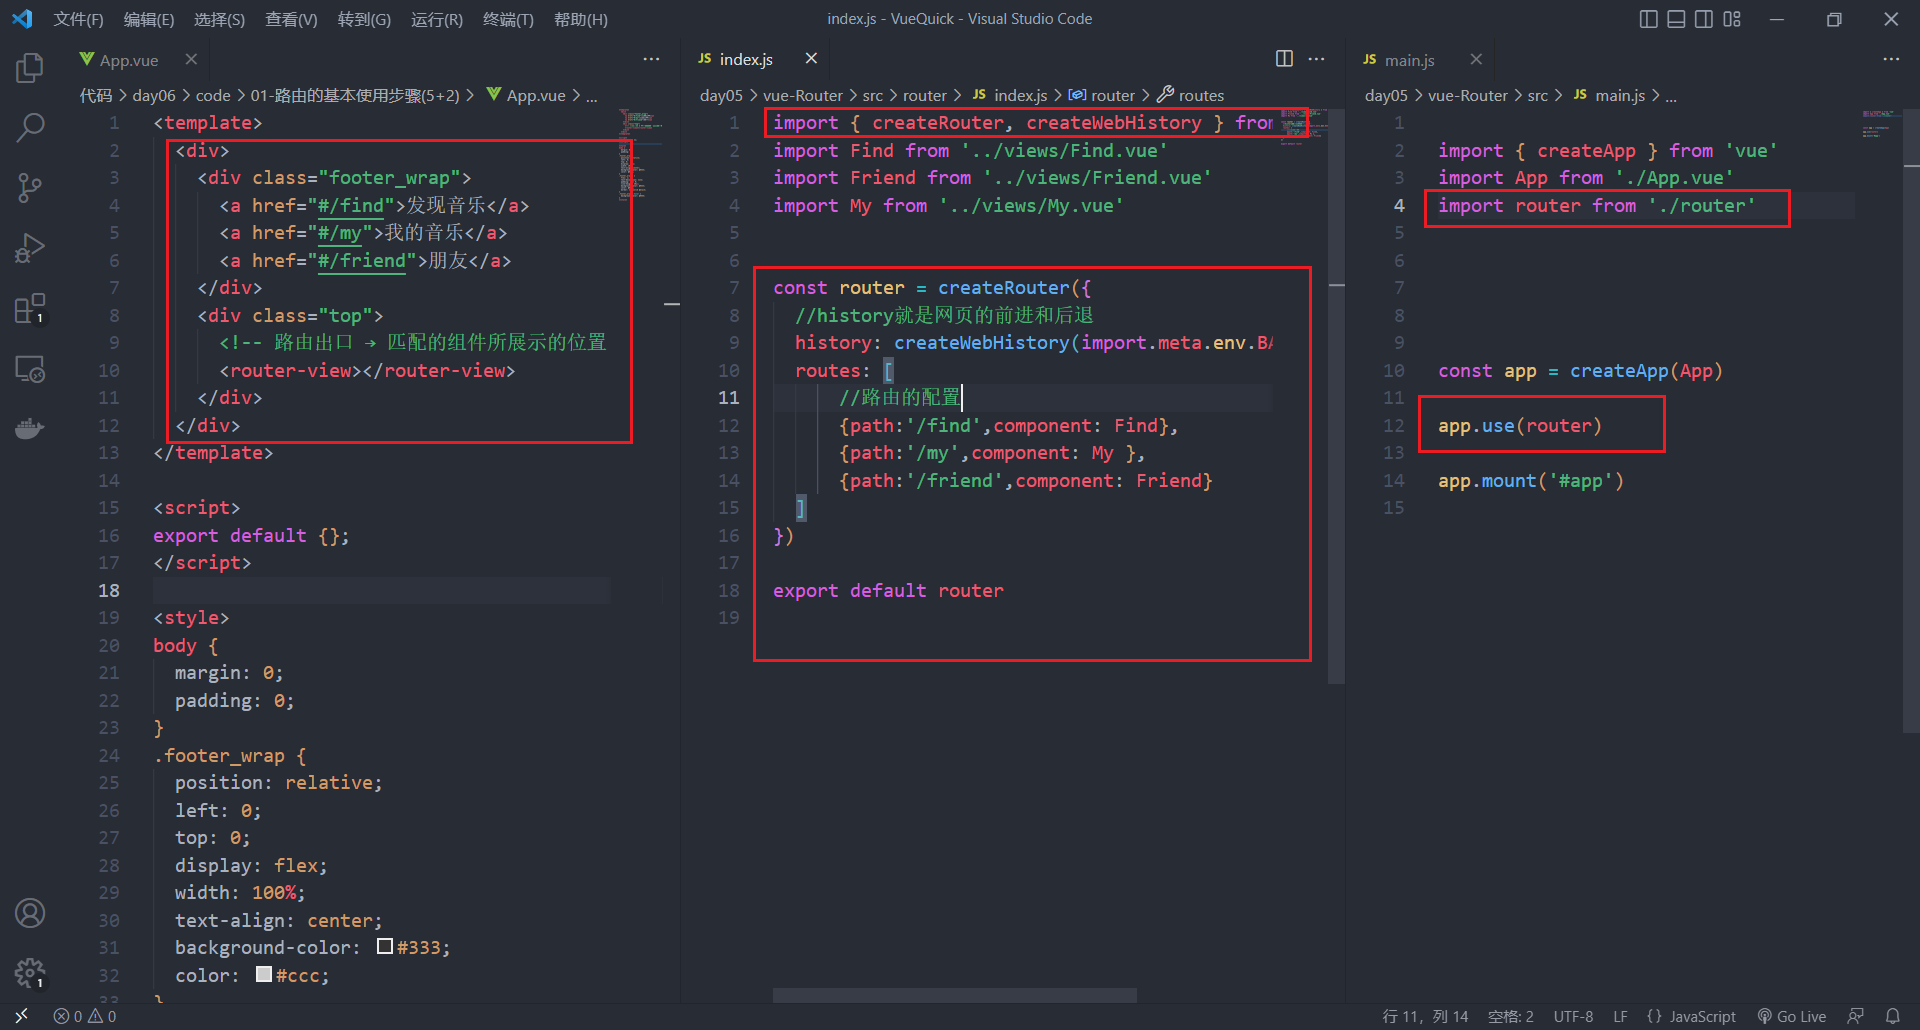 文件(F) 编辑(E) 选择(S) 查看(V) 转到(G) 运行(R) 终端(T) 帮助(H)
index.js - VueQuick - Visual Studio Code
App.vue
代码 > day06 > code > 01-路由的基本使用步骤(5+2) > App.vue > ...
1 <template>
2 <div>
3 <div class="footer_wrap">
4 <a href="#/find">发现音乐</a>
5 <a href="#/my">我的音乐</a>
6 <a href="#/friend">朋友</a>
7 </div>
8 <div class="top">
9 <!-- 路由出口 → 匹配的组件所展示的位置
10 <router-view></router-view>
11 </div>
12 </div>
13 </template>
14
15 <script>
16 export default {};
17 </script>
18
19 <style>
20 body {
21 margin: 0;
22 padding: 0;
23 }
24 .footer_wrap {
25 position: relative;
26 left: 0;
27 top: 0;
28 display: flex;
29 width: 100%;
30 text-align: center;
31 background-color: #333;
32 color: #ccc;
33 }
JS index.js
day05 > vue-Router > src > router > JS index.js > router > routes
1 import { createRouter, createWebHistory } from
2 import Find from '../views/Find.vue'
3 import Friend from '../views/Friend.vue'
4 import My from '../views/My.vue'
5
6
7 const router = createRouter({
8 //history就是网页的前进和后退
9 history: createWebHistory(import.meta.env.BA
10 routes: [
11 //路由的配置
12 {path:'/find',component: Find},
13 {path:'/my',component: My },
14 {path:'/friend',component: Friend}
15 ]
16 })
17
18 export default router
19
JS main.js
day05 > vue-Router > src > JS main.js > ...
1
2 import { createApp } from 'vue'
3 import App from './App.vue'
4 import router from './router'
5
6
7
8
9
10 const app = createApp(App)
11
12 app.use(router)
13
14 app.mount('#app')
15
1
1
0 0
行 11，列 14 空格: 2 UTF-8 LF {} JavaScript Go Live